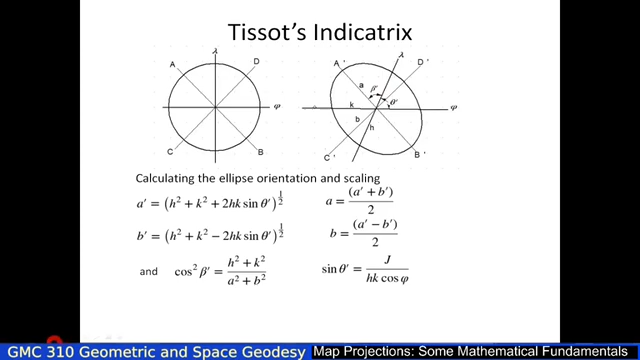 Tissot's Indicatrix
λ
A D
φ
C B
λ
A ' D '
a β' θ'
k φ
b h
C ' B '
Calculating the ellipse orientation and scaling
a′ = (h² + k² + 2hk sin θ′)^½ a = (a′ + b′)/2
b′ = (h² + k² − 2hk sin θ′)^½ b = (a′ − b′)/2
and cos² β′ = (h² + k²)/(a² + b²) sin θ′ = J/(hk cos φ)
GMC 310 Geometric and Space Geodesy Map Projections: Some Mathematical Fundamentals